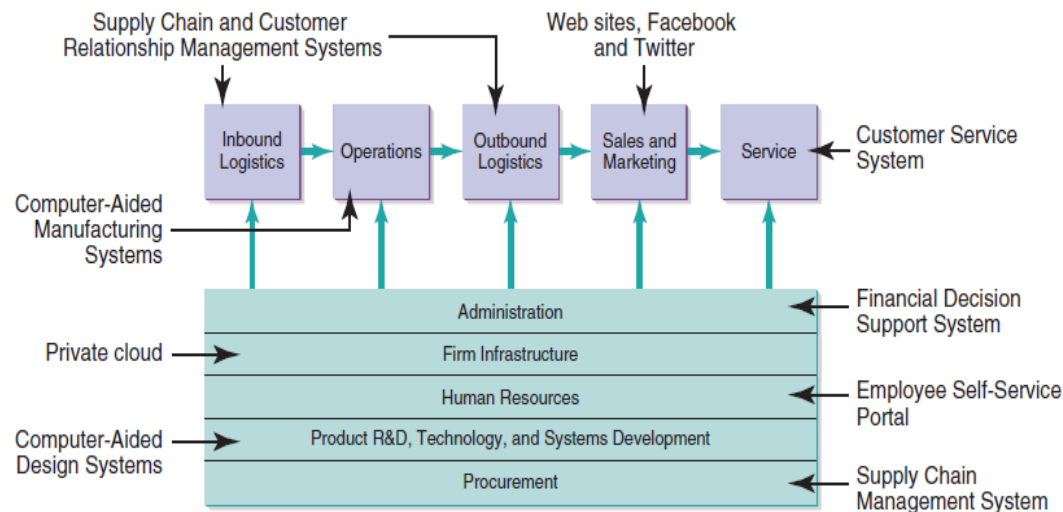 Supply Chain and Customer
Relationship Management Systems
Web sites, Facebook
and Twitter
Inbound
Logistics
Operations
Outbound
Logistics
Sales and
Marketing
Service
Customer Service
System
Computer-Aided
Manufacturing
Systems
Administration
Financial Decision
Support System
Private cloud
Firm Infrastructure
Human Resources
Employee Self-Service
Portal
Computer-Aided
Design Systems
Product R&D, Technology, and Systems Development
Procurement
Supply Chain
Management System